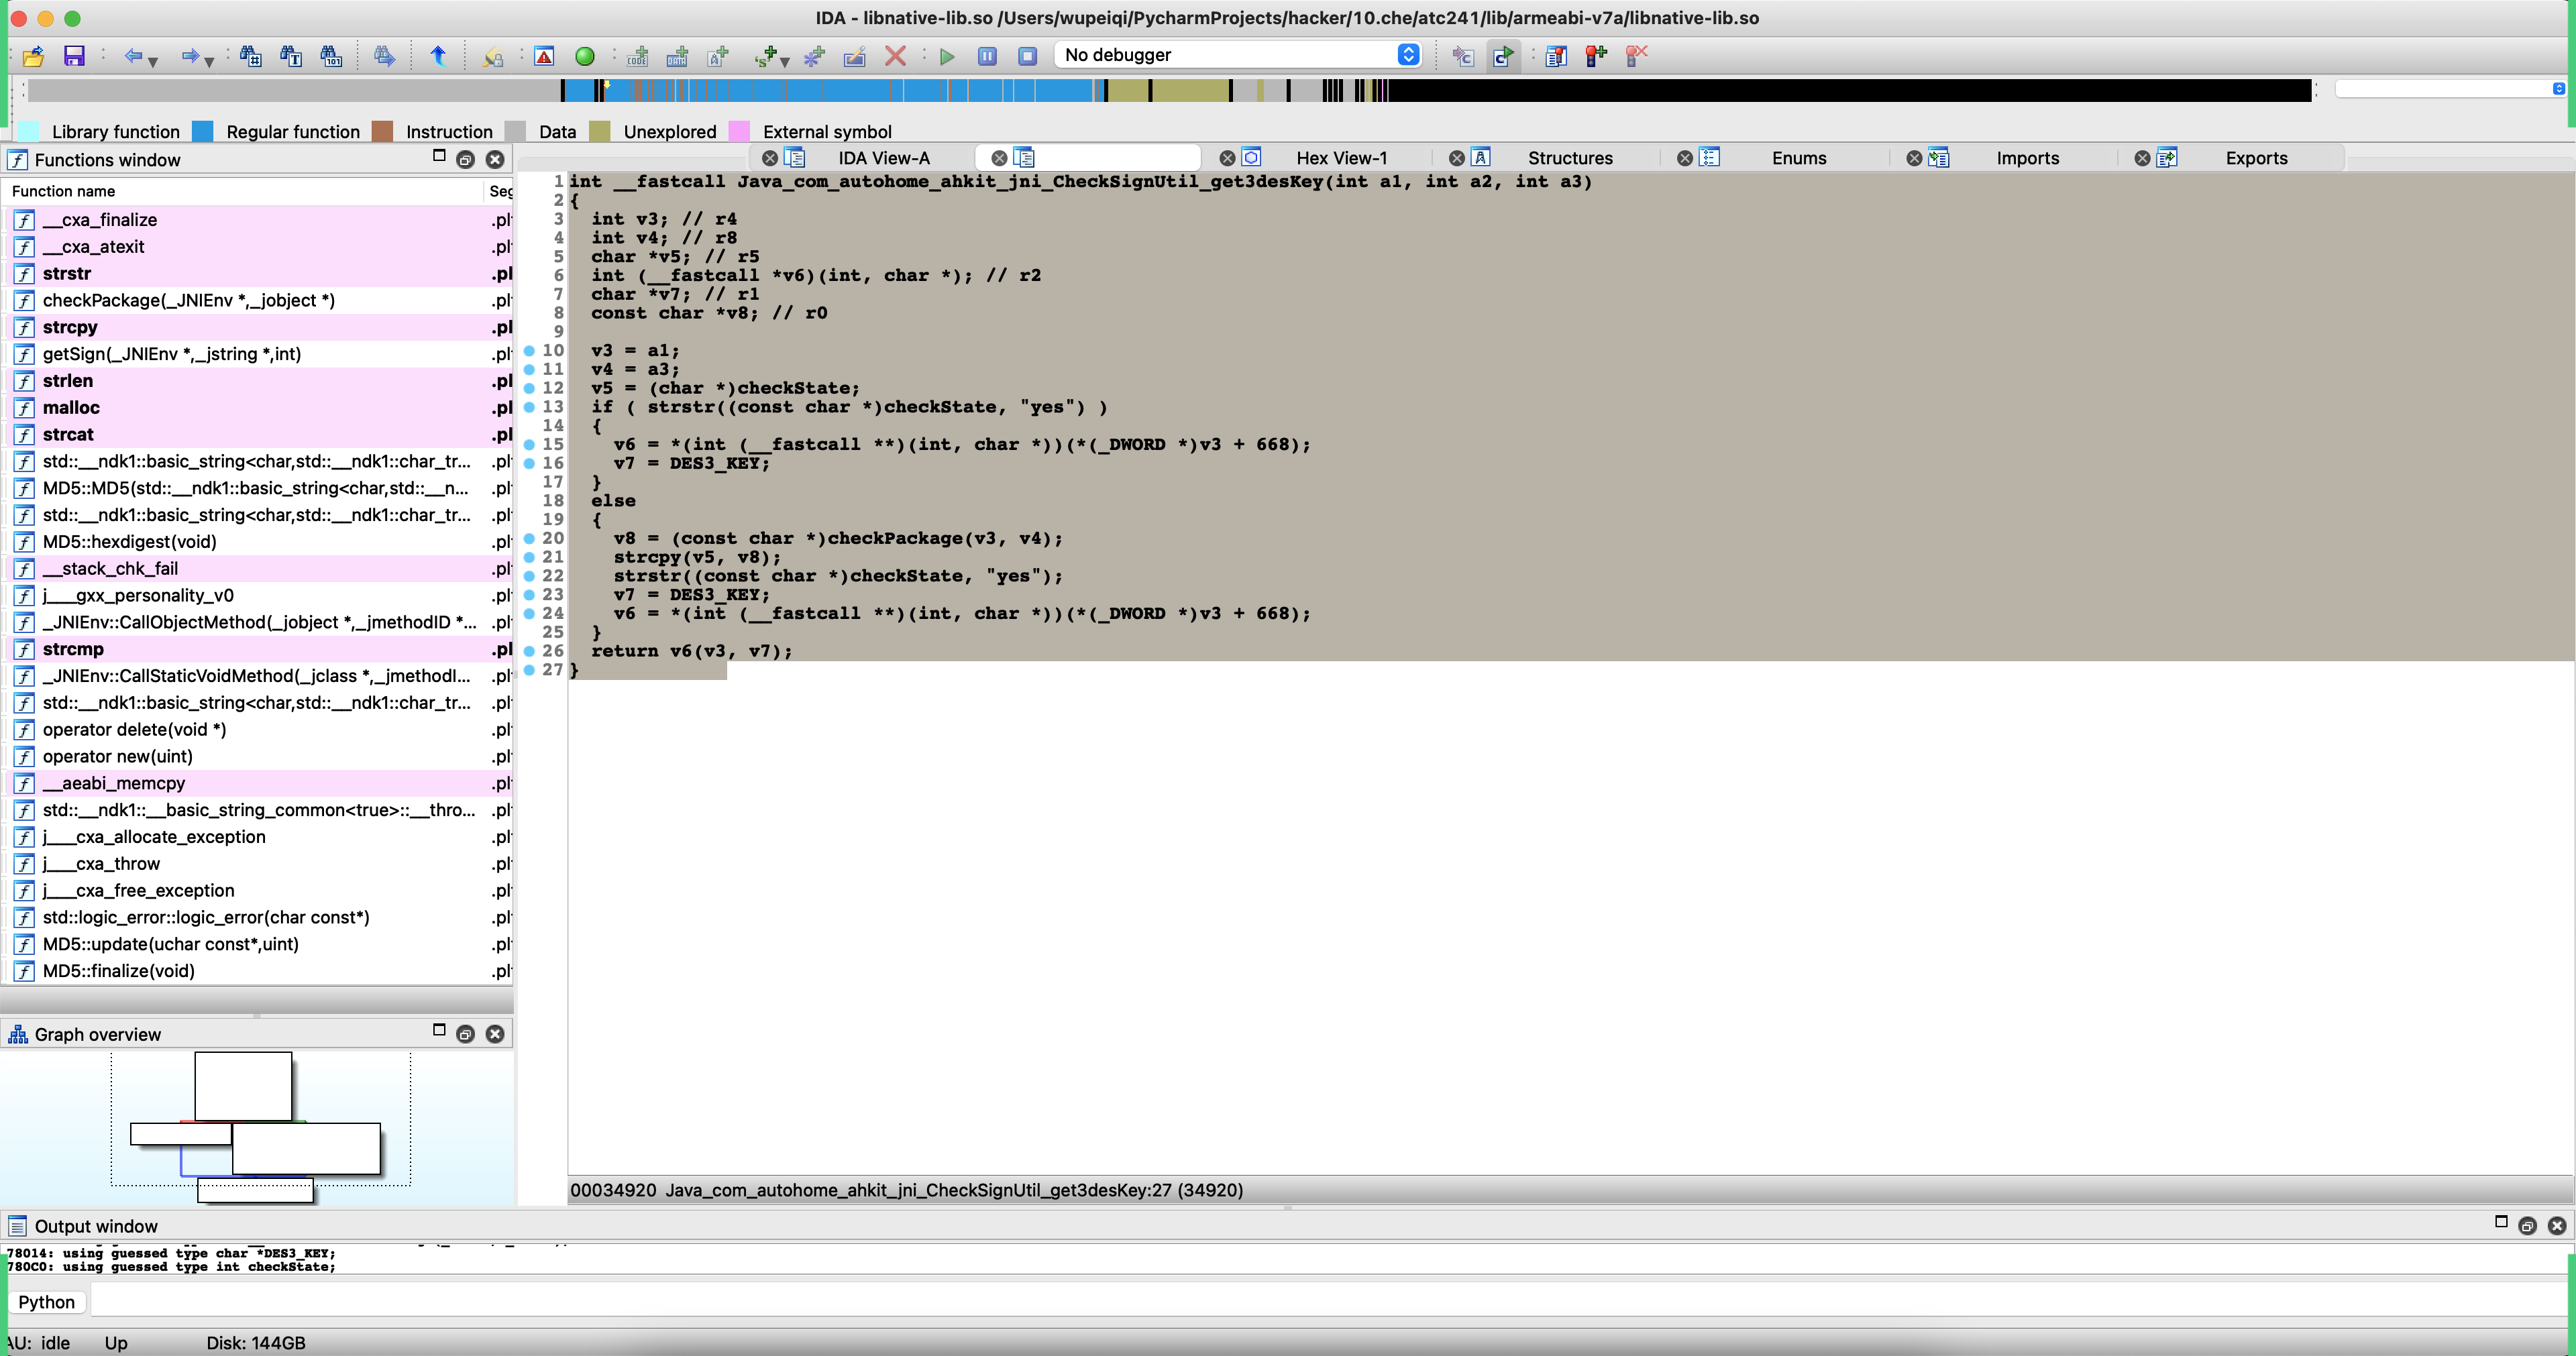 IDA - libnative-lib.so /Users/wupeiqi/PycharmProjects/hacker/10.che/atc241/lib/armeabi-v7a/libnative-lib.so
No debugger
Library function Regular function Instruction Data Unexplored External symbol
Functions window
IDA View-A Hex View-1 Structures Enums Imports Exports
Function name Seg
__cxa_finalize .pl
__cxa_atexit .pl
strstr .pl
checkPackage(_JNIEnv *,_jobject *) .pl
strcpy .pl
getSign(_JNIEnv *,_jstring *,int) .pl
strlen .pl
malloc .pl
strcat .pl
std::__ndk1::basic_string<char,std::__ndk1::char_tr... .pl
MD5::MD5(std::__ndk1::basic_string<char,std::__n... .pl
std::__ndk1::basic_string<char,std::__ndk1::char_tr... .pl
MD5::hexdigest(void) .pl
__stack_chk_fail .pl
j___gxx_personality_v0 .pl
_JNIEnv::CallObjectMethod(_jobject *,_jmethodID *... .pl
strcmp .pl
_JNIEnv::CallStaticVoidMethod(_jclass *,_jmethodI... .pl
std::__ndk1::basic_string<char,std::__ndk1::char_tr... .pl
operator delete(void *) .pl
operator new(uint) .pl
__aeabi_memcpy .pl
std::__ndk1::__basic_string_common<true>::__thro... .pl
j___cxa_allocate_exception .pl
j___cxa_throw .pl
j___cxa_free_exception .pl
std::logic_error::logic_error(char const*) .pl
MD5::update(uchar const*,uint) .pl
MD5::finalize(void) .pl
1 int __fastcall Java_com_autohome_ahkit_jni_CheckSignUtil_get3desKey(int a1, int a2, int a3)
2 {
3 int v3; // r4
4 int v4; // r8
5 char *v5; // r5
6 int (__fastcall *v6)(int, char *); // r2
7 char *v7; // r1
8 const char *v8; // r0
9
10 v3 = a1;
11 v4 = a3;
12 v5 = (char *)checkState;
13 if ( strstr((const char *)checkState, "yes") )
14 {
15 v6 = *(int (__fastcall **)(int, char *))(*(_DWORD *)v3 + 668);
16 v7 = DES3_KEY;
17 }
18 else
19 {
20 v8 = (const char *)checkPackage(v3, v4);
21 strcpy(v5, v8);
22 strstr((const char *)checkState, "yes");
23 v7 = DES3_KEY;
24 v6 = *(int (__fastcall **)(int, char *))(*(_DWORD *)v3 + 668);
25 }
26 return v6(v3, v7);
27 }
00034920 Java_com_autohome_ahkit_jni_CheckSignUtil_get3desKey:27 (34920)
Graph overview
Output window
78014: using guessed type char *DES3_KEY;
780C0: using guessed type int checkState;
Python
AU: idle Up Disk: 144GB